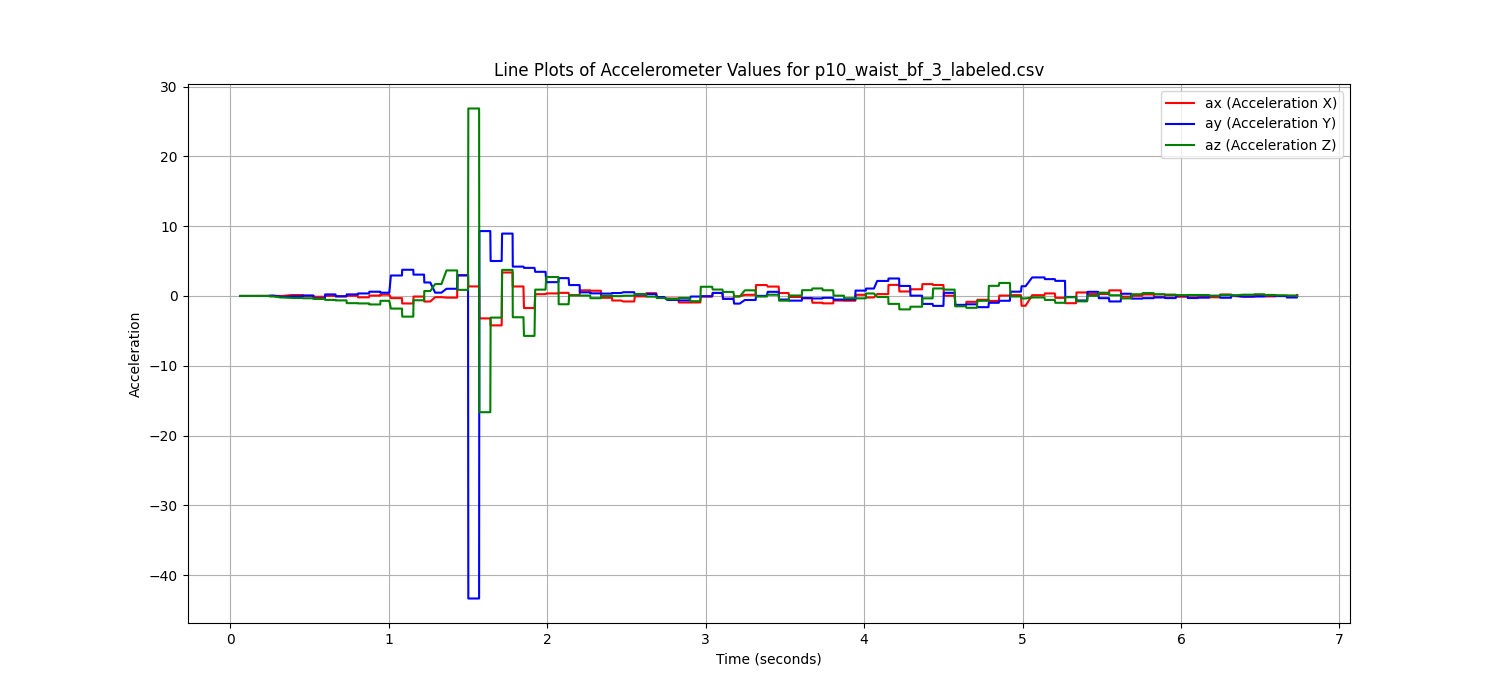 Line Plots of Accelerometer Values for p10_waist_bf_3_labeled.csv
ax (Acceleration X)
ay (Acceleration Y)
az (Acceleration Z)
Acceleration
30
20
10
0
−10
−20
−30
−40
0 1 2 3 4 5 6 7
Time (seconds)